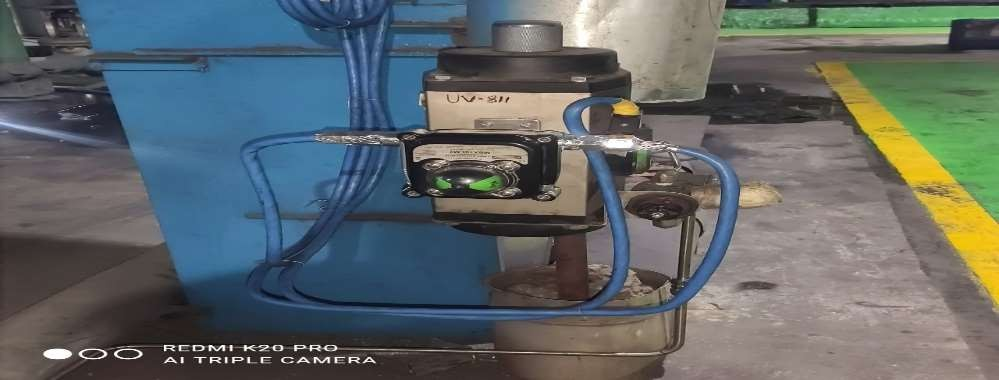 UV-811
REDMI K20 PRO
AI TRIPLE CAMERA